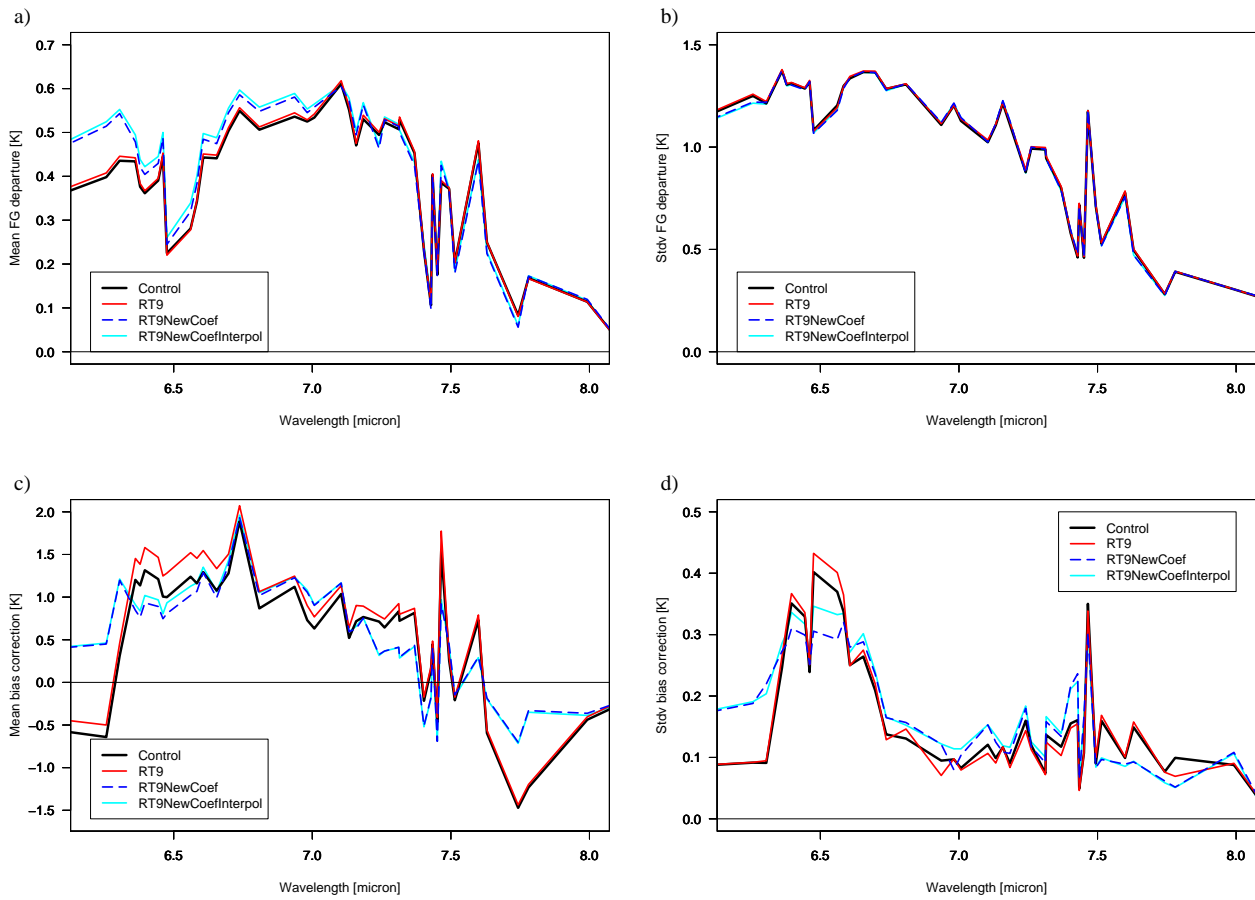 a)
0.7
0.6
0.5
0.4
0.3
0.2
0.1
0.0
Mean FG departure [K]
Control
RT9
RT9NewCoef
RT9NewCoefInterpol
6.5
7.0
7.5
8.0
Wavelength [micron]
b)
1.5
1.0
0.5
0.0
Stdv FG departure [K]
Control
RT9
RT9NewCoef
RT9NewCoefInterpol
6.5
7.0
7.5
8.0
Wavelength [micron]
c)
2.0
1.5
1.0
0.5
0.0
−0.5
−1.0
−1.5
Mean bias correction [K]
Control
RT9
RT9NewCoef
RT9NewCoefInterpol
6.5
7.0
7.5
8.0
Wavelength [micron]
d)
0.5
0.4
0.3
0.2
0.1
0.0
Stdv bias correction [K]
Control
RT9
RT9NewCoef
RT9NewCoefInterpol
6.5
7.0
7.5
8.0
Wavelength [micron]